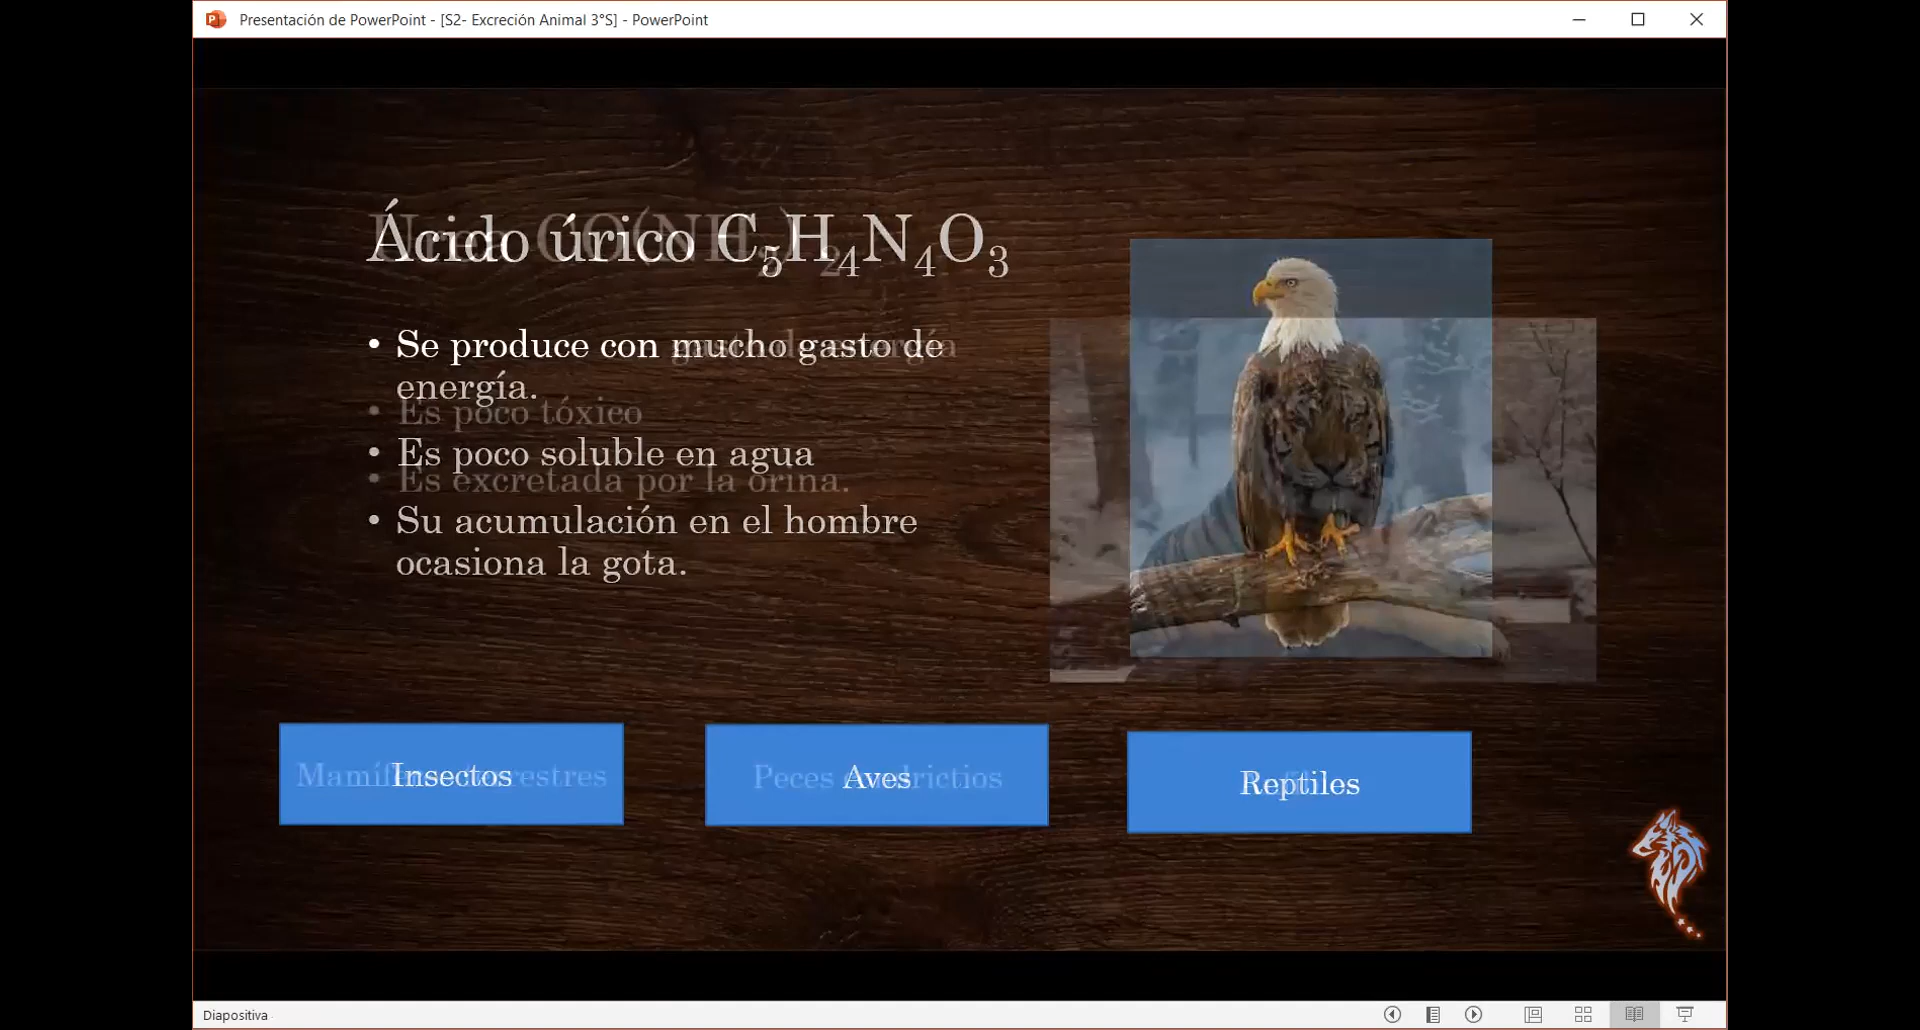 Presentación de PowerPoint - [S2- Excreción Animal 3°S] - PowerPoint
Ácido úrico C₅H₄N₄O₃
• Se produce con mucho gasto de
energía.
• Es poco tóxico
• Es poco soluble en agua
• Es excretada por la orina.
• Su acumulación en el hombre
ocasiona la gota.
Insectos
Aves
Reptiles
Diapositiva